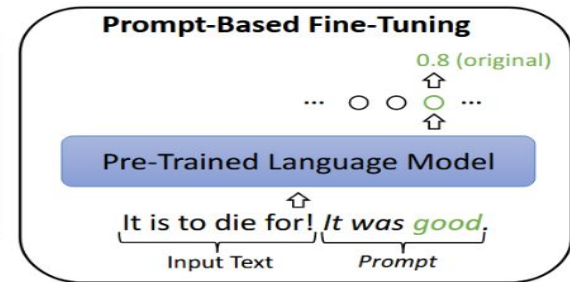 Prompt-Based Fine-Tuning
0.8 (original)
... ...
Pre-Trained Language Model
It is to die for! It was good.
Input Text Prompt